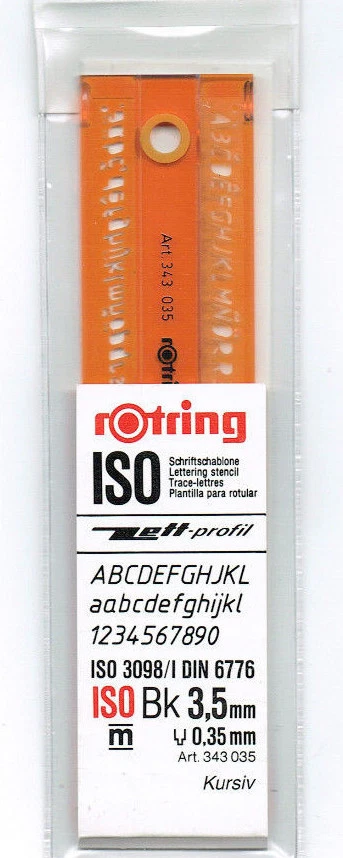 Art. 343 035
rotring
rotring
ISO
Schriftschablone
Lettering stencil
Trace-lettres
Plantilla para rotular
Zett-profil
ABCDEFGHJKL
aabcdefghijkl
1234567890
ISO 3098/I DIN 6776
ISO Bk 3,5mm
m 0,35 mm
Art. 343 035
Kursiv